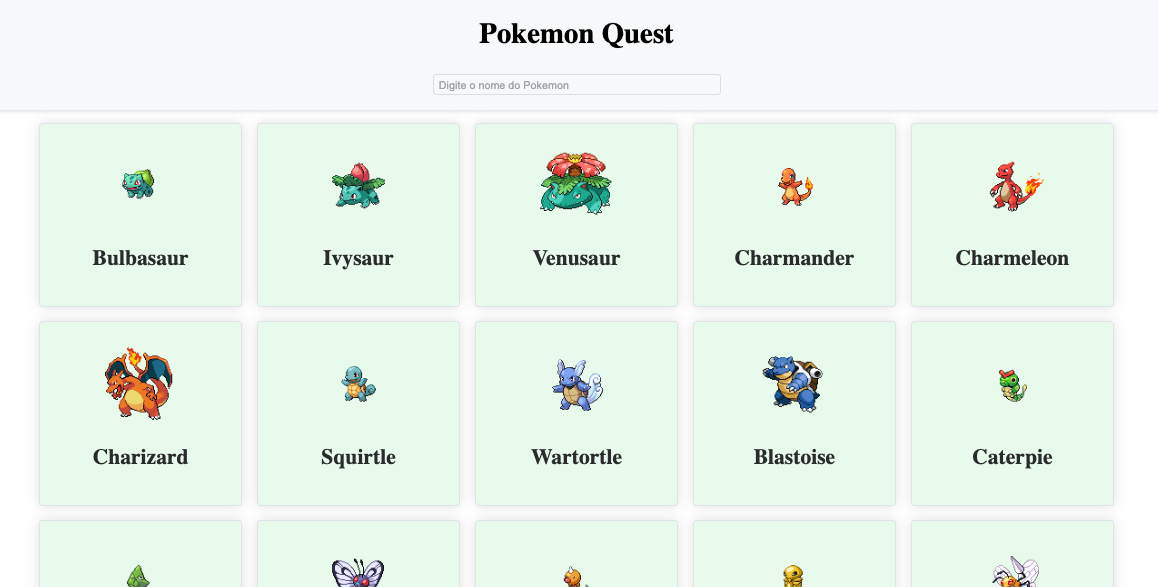 Pokemon Quest
Digite o nome do Pokemon
Bulbasaur
Ivysaur
Venusaur
Charmander
Charmeleon
Charizard
Squirtle
Wartortle
Blastoise
Caterpie